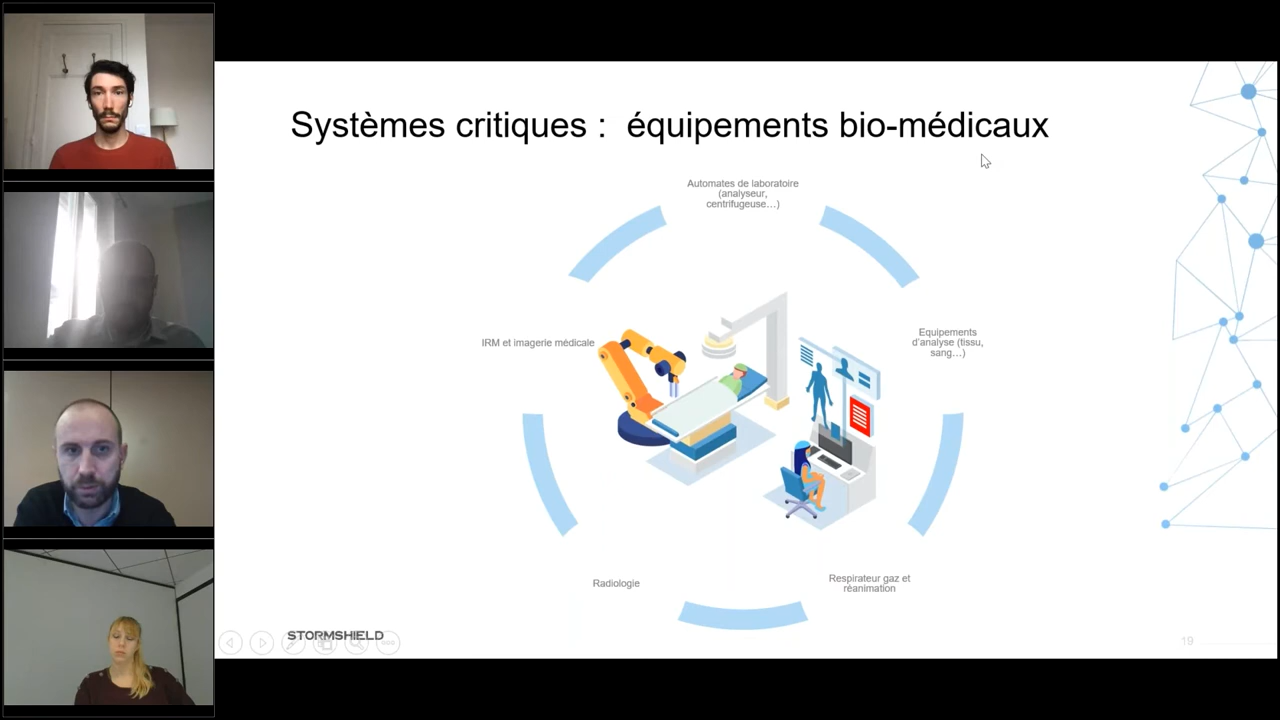 Systèmes critiques :  équipements bio-médicaux
Automates de laboratoire
(analyseur,
centrifugeuse…)
IRM et imagerie médicale
Equipements
d'analyse (tissu,
sang…)
Radiologie
Respirateur gaz et
réanimation
STORMSHIELD
19